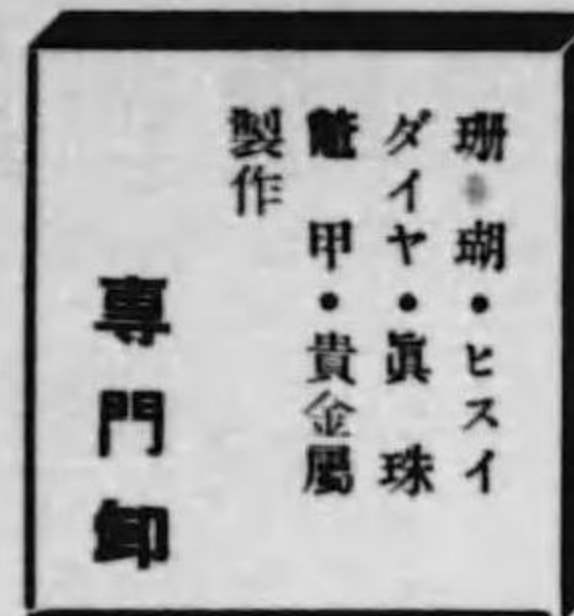 珊瑚・ヒスイ
ダイヤ・眞珠
鼈甲・貴金屬
製作
専門卸